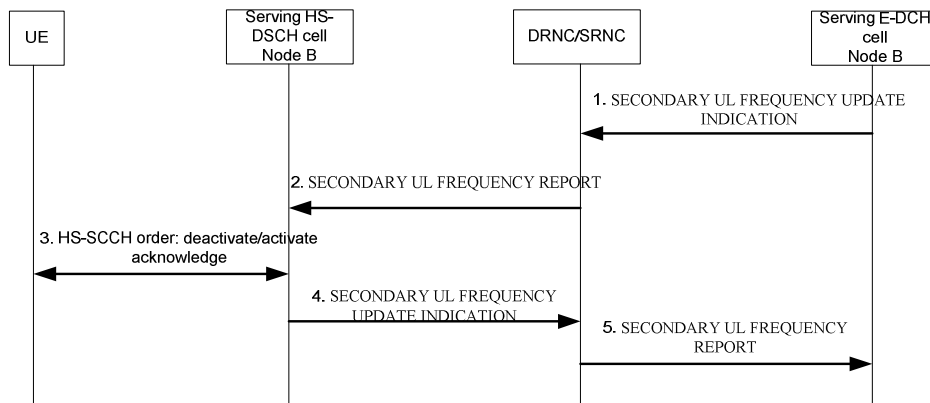 UE
Serving HS-
DSCH cell
Node B
DRNC/SRNC
Serving E-DCH
cell
Node B
1. SECONDARY UL FREQUENCY UPDATE
INDICATION
2. SECONDARY UL FREQUENCY REPORT
3. HS-SCCH order: deactivate/activate
acknowledge
4. SECONDARY UL FREQUENCY
UPDATE INDICATION
5. SECONDARY UL FREQUENCY
REPORT